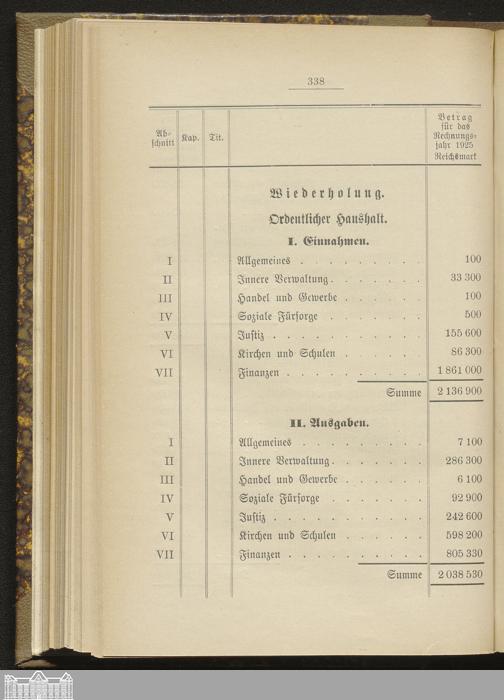 338
Ab-
schnitt Kap. Tit. Betrag
für das
Rechnungs-
jahr 1925
Reichsmark
Wiederholung.
Ordentlicher Haushalt.
I. Einnahmen.
I Allgemeines . . . . . . . . . 100
II Innere Verwaltung . . . . . . . 33 300
III Handel und Gewerbe . . . . . . 100
IV Soziale Fürsorge . . . . . . . 500
V Justiz . . . . . . . . . . . 155 600
VI Kirchen und Schulen . . . . . . 86 300
VII Finanzen . . . . . . . . . . 1 861 000
Summe 2 136 900
II. Ausgaben.
I Allgemeines . . . . . . . . . 7 100
II Innere Verwaltung . . . . . . . 286 300
III Handel und Gewerbe . . . . . . 6 100
IV Soziale Fürsorge . . . . . . . 92 900
V Justiz . . . . . . . . . . . 242 600
VI Kirchen und Schulen . . . . . . 598 200
VII Finanzen . . . . . . . . . . 805 330
Summe 2 038 530